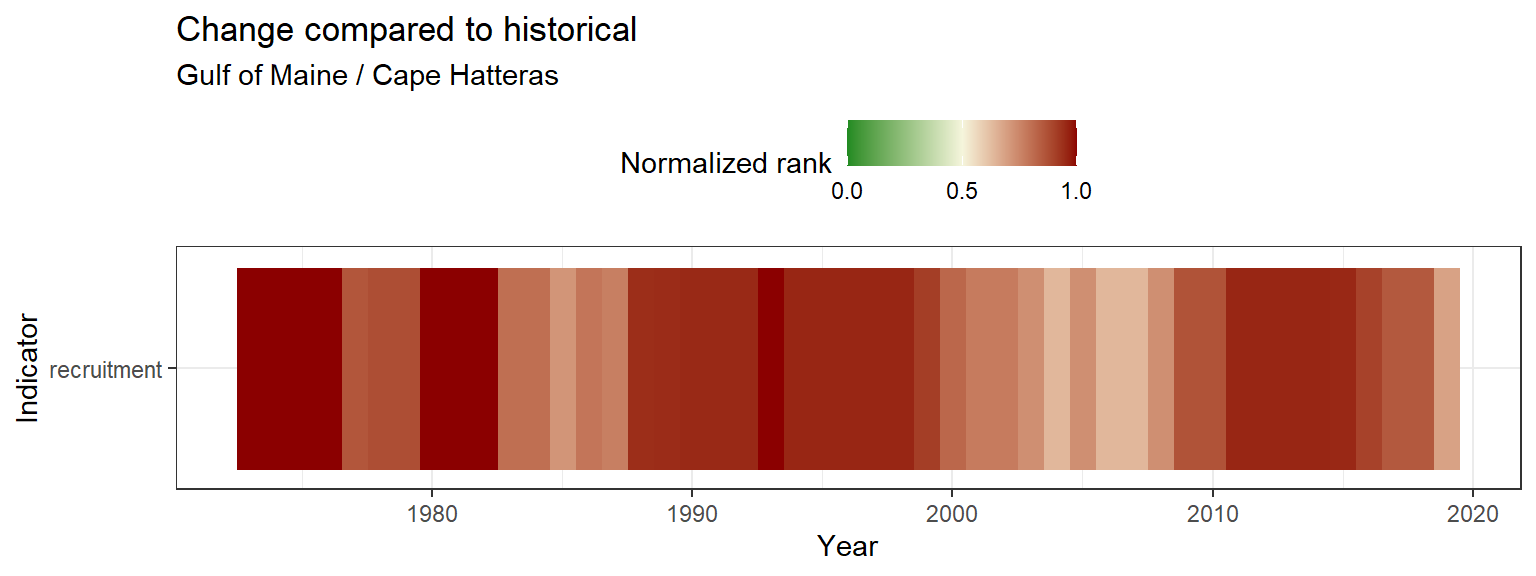 Change compared to historical
Gulf of Maine / Cape Hatteras
Normalized rank
0.0 0.5 1.0
Indicator
recruitment
1980 1990 2000 2010 2020
Year